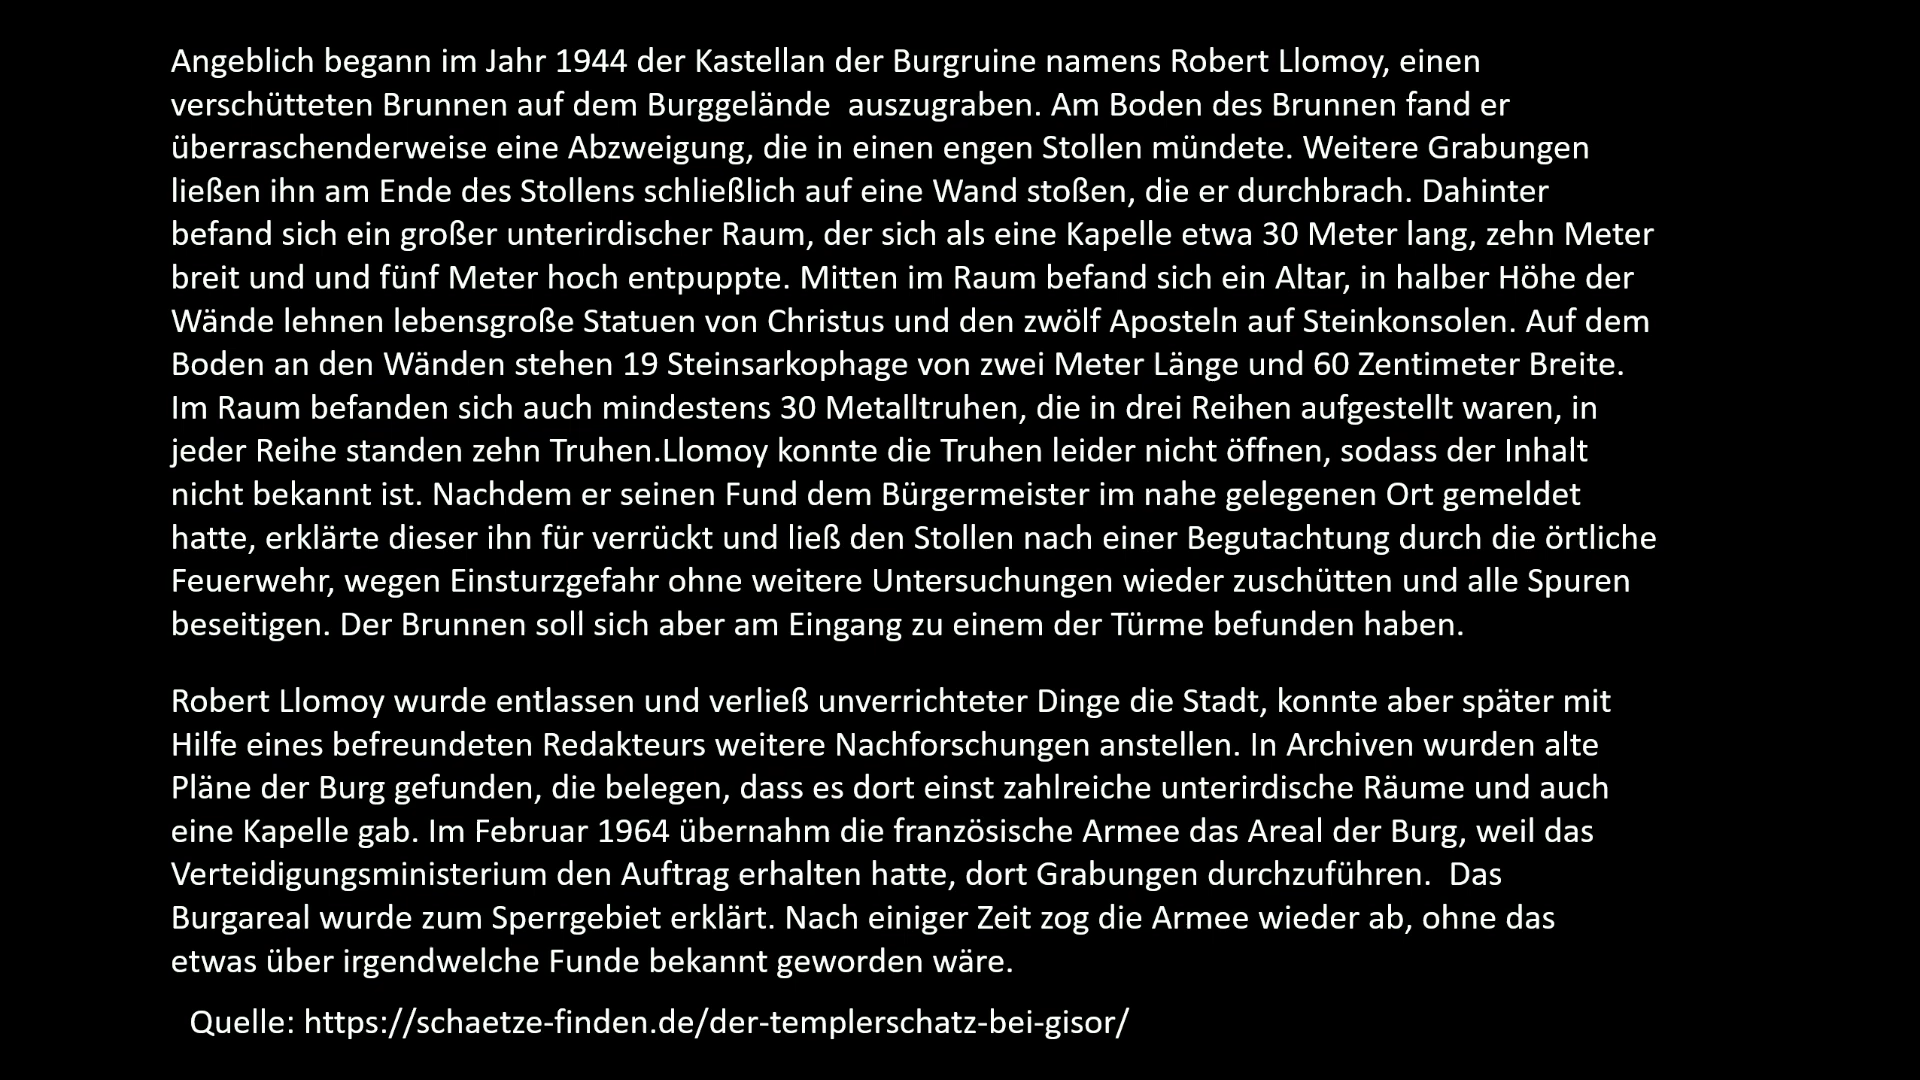 Angeblich begann im Jahr 1944 der Kastellan der Burgruine namens Robert Llomoy, einen
verschütteten Brunnen auf dem Burggelände  auszugraben. Am Boden des Brunnen fand er
überraschenderweise eine Abzweigung, die in einen engen Stollen mündete. Weitere Grabungen
ließen ihn am Ende des Stollens schließlich auf eine Wand stoßen, die er durchbrach. Dahinter
befand sich ein großer unterirdischer Raum, der sich als eine Kapelle etwa 30 Meter lang, zehn Meter
breit und und fünf Meter hoch entpuppte. Mitten im Raum befand sich ein Altar, in halber Höhe der
Wände lehnen lebensgroße Statuen von Christus und den zwölf Aposteln auf Steinkonsolen. Auf dem
Boden an den Wänden stehen 19 Steinsarkophage von zwei Meter Länge und 60 Zentimeter Breite.
Im Raum befanden sich auch mindestens 30 Metalltruhen, die in drei Reihen aufgestellt waren, in
jeder Reihe standen zehn Truhen.Llomoy konnte die Truhen leider nicht öffnen, sodass der Inhalt
nicht bekannt ist. Nachdem er seinen Fund dem Bürgermeister im nahe gelegenen Ort gemeldet
hatte, erklärte dieser ihn für verrückt und ließ den Stollen nach einer Begutachtung durch die örtliche
Feuerwehr, wegen Einsturzgefahr ohne weitere Untersuchungen wieder zuschütten und alle Spuren
beseitigen. Der Brunnen soll sich aber am Eingang zu einem der Türme befunden haben.
Robert Llomoy wurde entlassen und verließ unverrichteter Dinge die Stadt, konnte aber später mit
Hilfe eines befreundeten Redakteurs weitere Nachforschungen anstellen. In Archiven wurden alte
Pläne der Burg gefunden, die belegen, dass es dort einst zahlreiche unterirdische Räume und auch
eine Kapelle gab. Im Februar 1964 übernahm die französische Armee das Areal der Burg, weil das
Verteidigungsministerium den Auftrag erhalten hatte, dort Grabungen durchzuführen.  Das
Burgareal wurde zum Sperrgebiet erklärt. Nach einiger Zeit zog die Armee wieder ab, ohne das
etwas über irgendwelche Funde bekannt geworden wäre.
Quelle: https://schaetze-finden.de/der-templerschatz-bei-gisor/